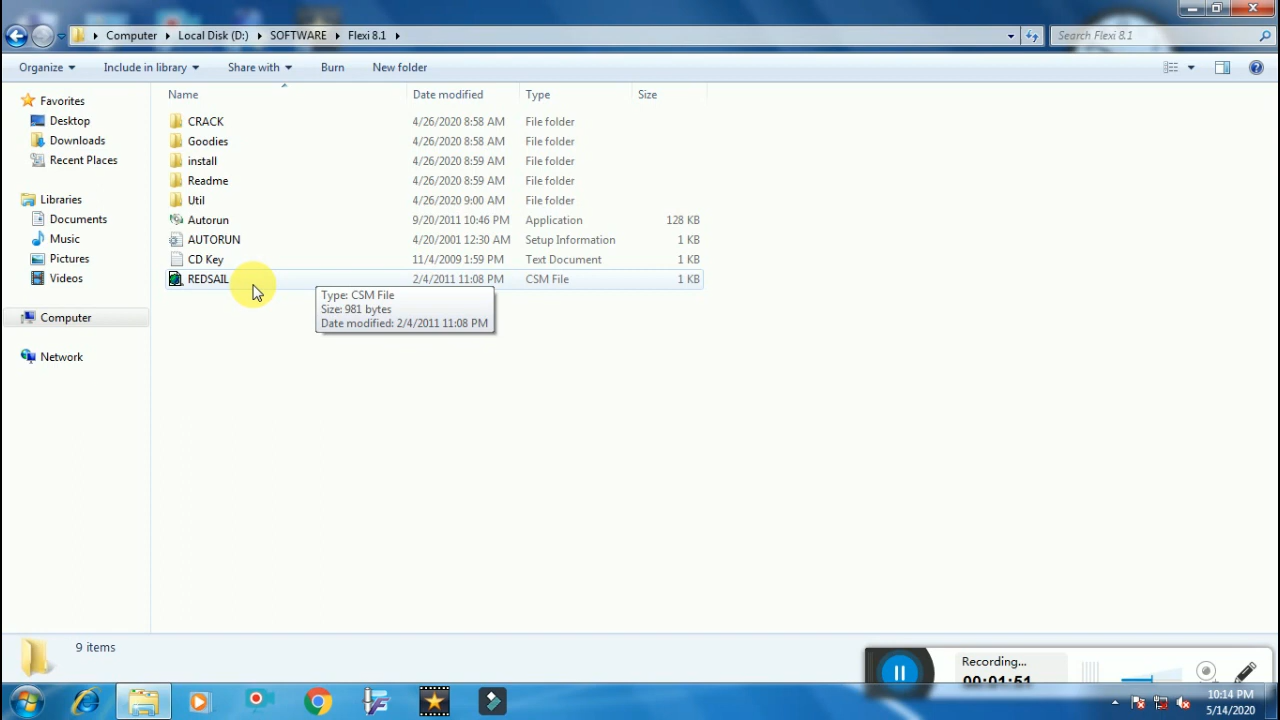 Computer Local Disk (D:) SOFTWARE Flexi 8.1
Search Flexi 8.1
Organize Include in library Share with Burn New folder
Favorites
Desktop
Downloads
Recent Places
Libraries
Documents
Music
Pictures
Videos
Computer
Network
Name Date modified Type Size
CRACK 4/26/2020 8:58 AM File folder
Goodies 4/26/2020 8:58 AM File folder
install 4/26/2020 8:59 AM File folder
Readme 4/26/2020 8:59 AM File folder
Util 4/26/2020 9:00 AM File folder
Autorun 9/20/2011 10:46 PM Application 128 KB
AUTORUN 4/20/2001 12:30 AM Setup Information 1 KB
CD Key 11/4/2009 1:59 PM Text Document 1 KB
REDSAIL 2/4/2011 11:08 PM CSM File 1 KB
Type: CSM File
Size: 981 bytes
Date modified: 2/4/2011 11:08 PM
9 items
Recording...
00:01:51
10:14 PM
5/14/2020